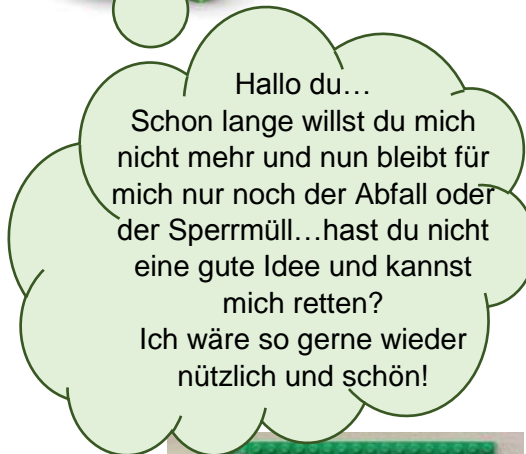 Hallo du…
Schon lange willst du mich
nicht mehr und nun bleibt für
mich nur noch der Abfall oder
der Sperrmüll…hast du nicht
eine gute Idee und kannst
mich retten?
Ich wäre so gerne wieder
nützlich und schön!